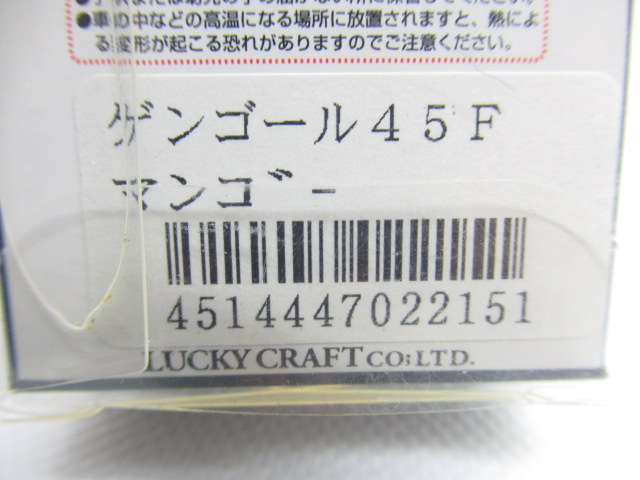 ●車の中などの高温になる場所に放置されますと、熱によ
る変形が起こる恐れがありますのでご注意ください。
ゲンゴール４５Ｆ
マンゴー
4514447022151
LUCKY CRAFT CO;LTD.